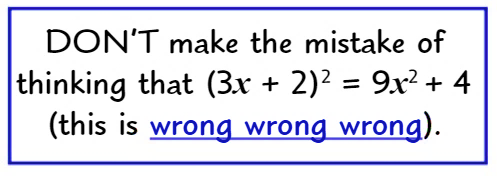 DON'T make the mistake of
thinking that (3x + 2)² = 9x² + 4
(this is wrong wrong wrong).